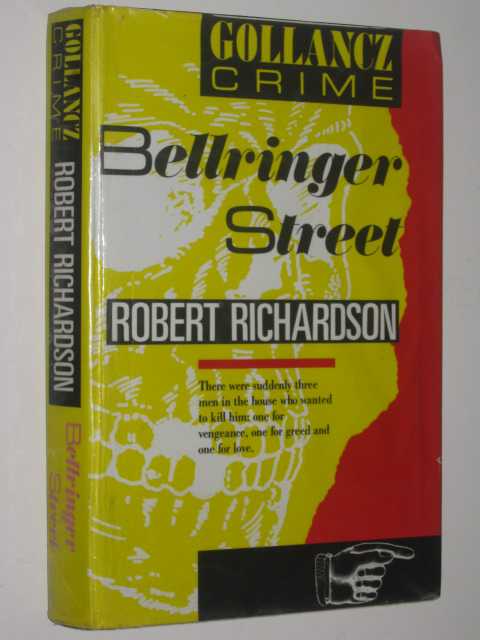 GOLLANCZ
CRIME
Bellringer
Street
ROBERT RICHARDSON
There were suddenly three
men in the house who wanted
to kill him: one for
vengeance, one for greed and
one for love.
GOLLANCZ
CRIME
ROBERT RICHARDSON
Bellringer
Street